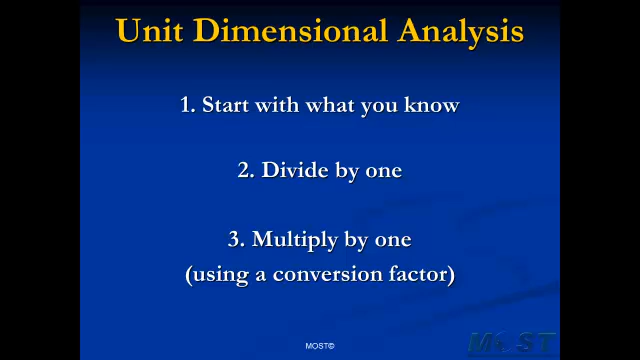 Unit Dimensional Analysis
1. Start with what you know
2. Divide by one
3. Multiply by one
(using a conversion factor)
MOST©
MOST